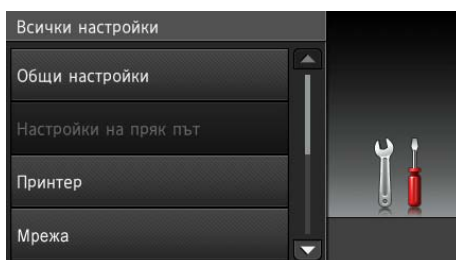 Всички настройки
Общи настройки
Настройки на пряк път
Принтер
Мрежа